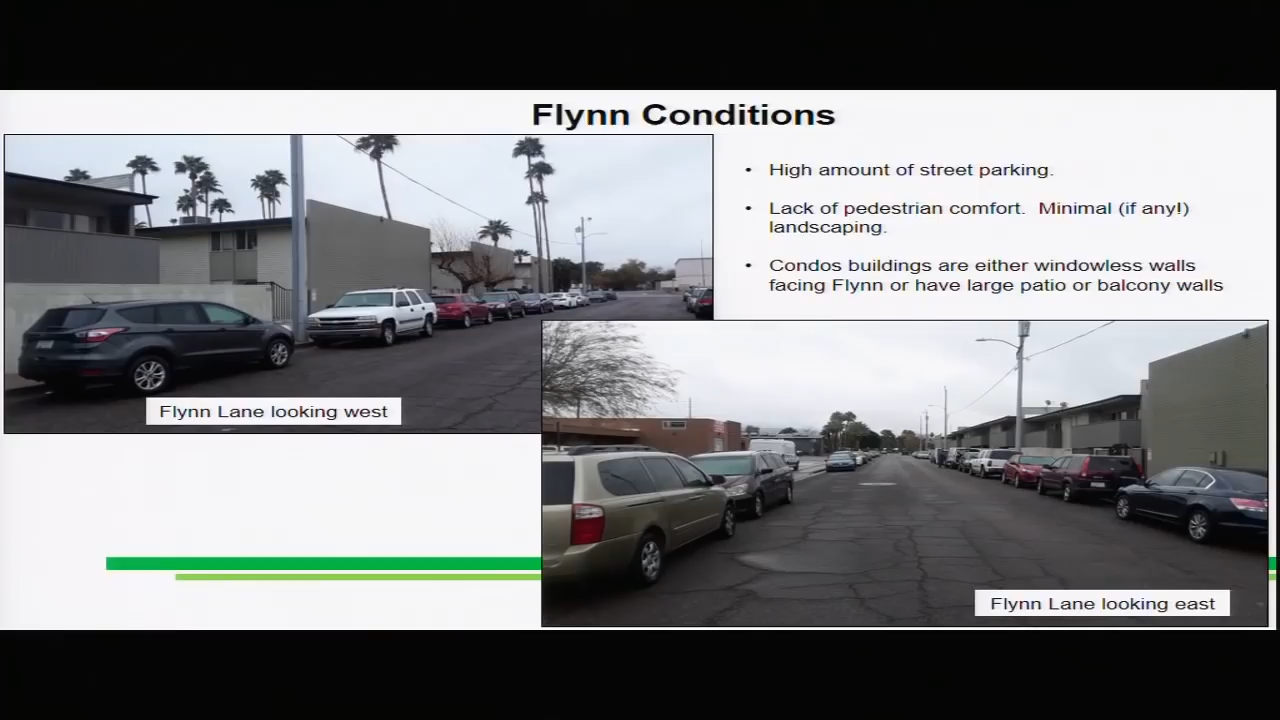 Flynn Conditions
• High amount of street parking.
• Lack of pedestrian comfort.  Minimal (if any!)
landscaping.
• Condos buildings are either windowless walls
facing Flynn or have large patio or balcony walls
Flynn Lane looking west
Flynn Lane looking east